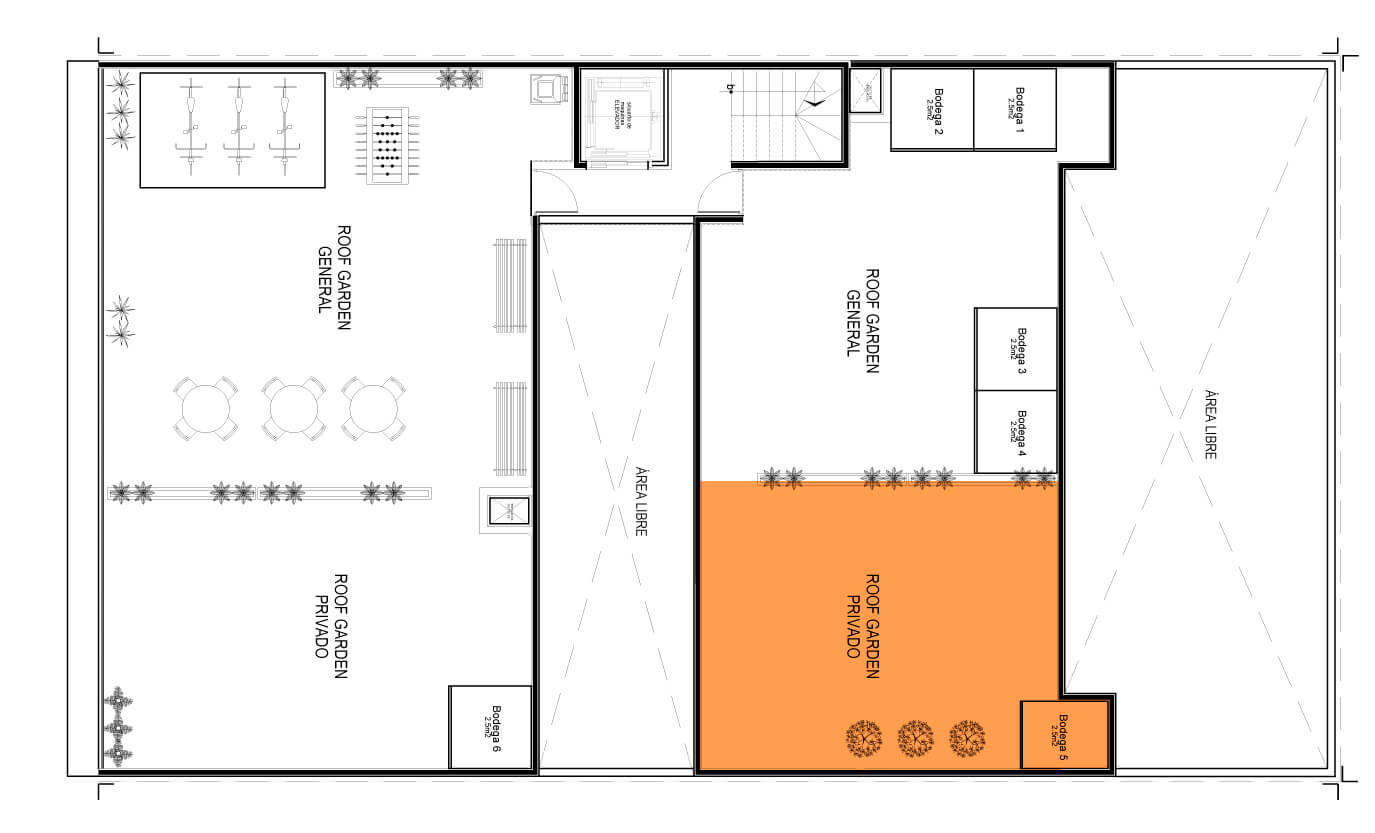 situanto de
maquinas
ELEVADOR
b
Bodega 2
2.5m2
Bodega 1
2.5m2
ROOF GARDEN
GENERAL
ROOF GARDEN
GENERAL
Bodega 3
2.5m2
Bodega 4
2.5m2
ÁREA LIBRE
ÁREA LIBRE
ROOF GARDEN
PRIVADO
ROOF GARDEN
PRIVADO
Bodega 6
2.5m2
Bodega 5
2.5m2